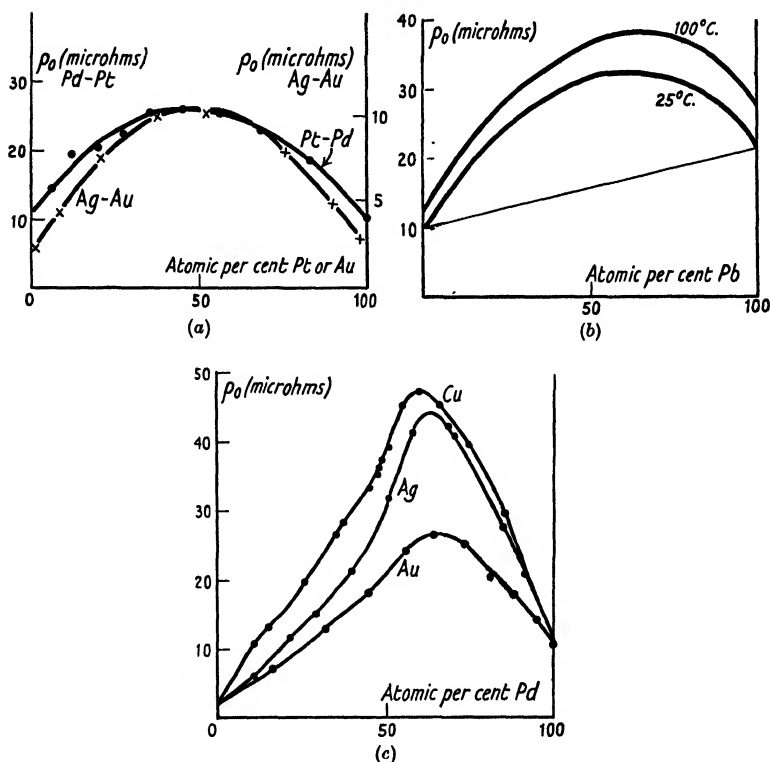 ρ₀ (microhms)
Pd-Pt
ρ₀ (microhms)
Ag-Au
30
20
10
10
5
Pt-Pd
Ag-Au
Atomic per cent Pt or Au
0
50
100
(a)
ρ₀ (microhms)
40
30
20
10
100°C.
25°C.
Atomic per cent Pb
50
100
(b)
50
40
30
20
10
ρ₀ (microhms)
Cu
Ag
Au
Atomic per cent Pd
0
50
100
(c)